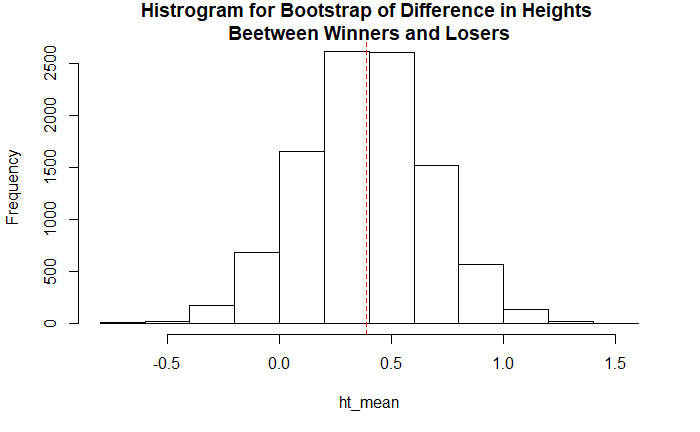 Histrogram for Bootstrap of Difference in Heights
Beetween Winners and Losers
Frequency
2500
2000
1500
1000
500
0
-0.5 0.0 0.5 1.0 1.5
ht_mean